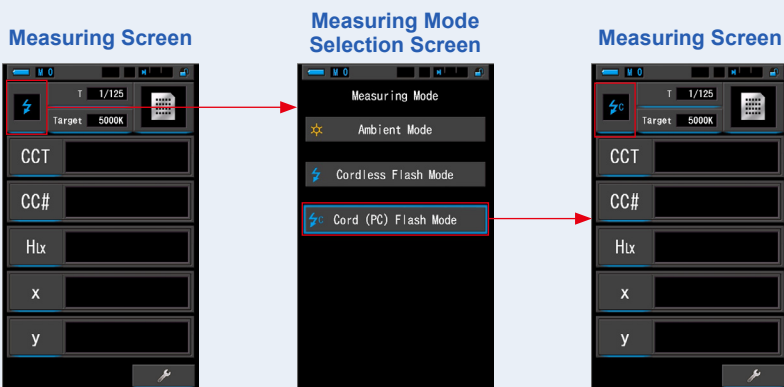 Measuring Screen
M 0
T 1/125
Target 5000K
CCT
CC#
HLx
x
y
Measuring Mode
Selection Screen
M 0
Measuring Mode
Ambient Mode
Cordless Flash Mode
C Cord (PC) Flash Mode
Measuring Screen
M 0
C
T 1/125
Target 5000K
CCT
CC#
HLx
x
y